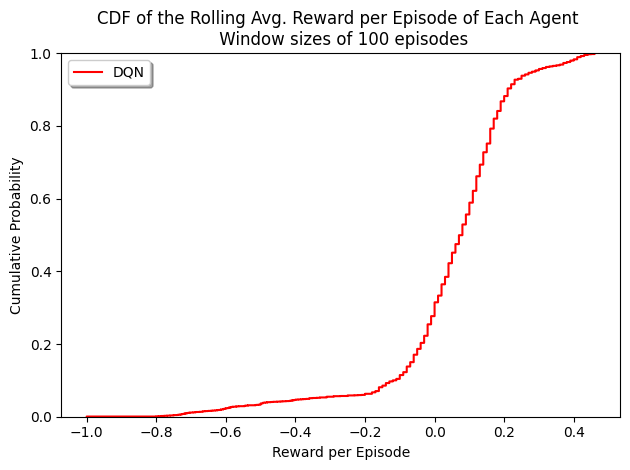 CDF of the Rolling Avg. Reward per Episode of Each Agent
Window sizes of 100 episodes
DQN
Cumulative Probability
1.0
0.8
0.6
0.4
0.2
0.0
−1.0 −0.8 −0.6 −0.4 −0.2 0.0 0.2 0.4
Reward per Episode